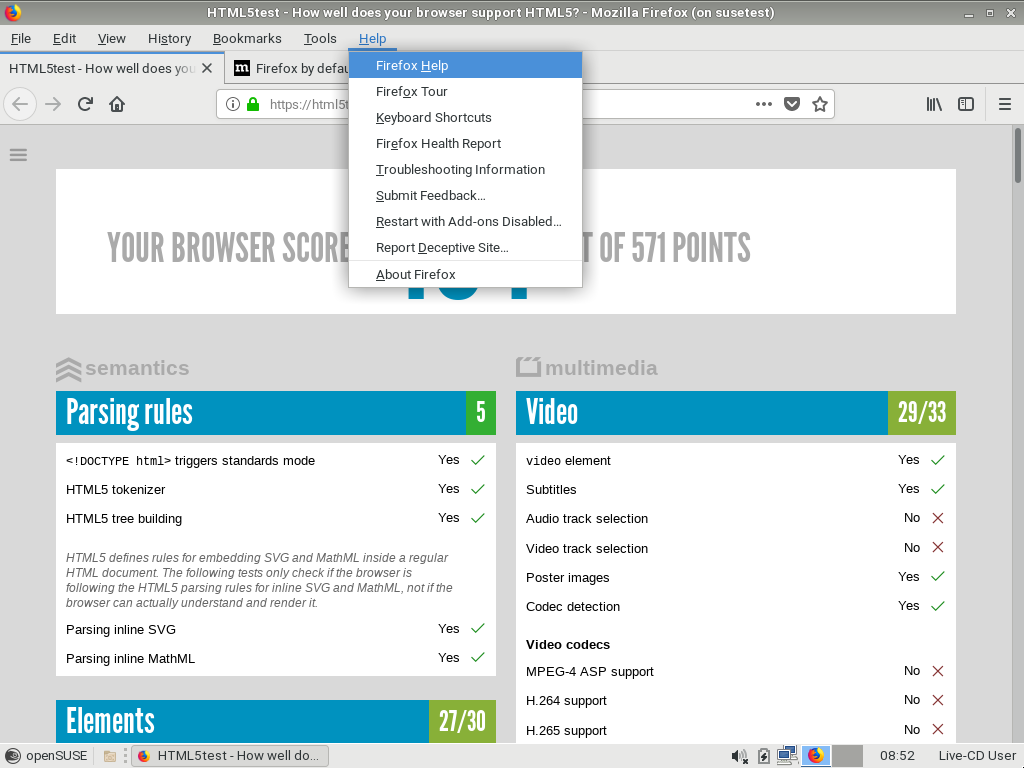 HTML5test - How well does your browser support HTML5? - Mozilla Firefox (on susetest)
File Edit View History Bookmarks Tools Help
HTML5test - How well does you
m Firefox by defau
https://html5t
Firefox Help
Firefox Tour
Keyboard Shortcuts
Firefox Health Report
Troubleshooting Information
Submit Feedback...
Restart with Add-ons Disabled...
Report Deceptive Site...
About Firefox
YOUR BROWSER SCORE T OF 571 POINTS
semantics
Parsing rules 5
<!DOCTYPE html> triggers standards mode Yes
HTML5 tokenizer Yes
HTML5 tree building Yes
HTML5 defines rules for embedding SVG and MathML inside a regular
HTML document. The following tests only check if the browser is
following the HTML5 parsing rules for inline SVG and MathML, not if the
browser can actually understand and render it.
Parsing inline SVG Yes
Parsing inline MathML Yes
Elements 27/30
multimedia
Video 29/33
video element Yes
Subtitles Yes
Audio track selection No
Video track selection No
Poster images Yes
Codec detection Yes
Video codecs
MPEG-4 ASP support No
H.264 support No
H.265 support No
openSUSE HTML5test - How well do... 08:52 Live-CD User